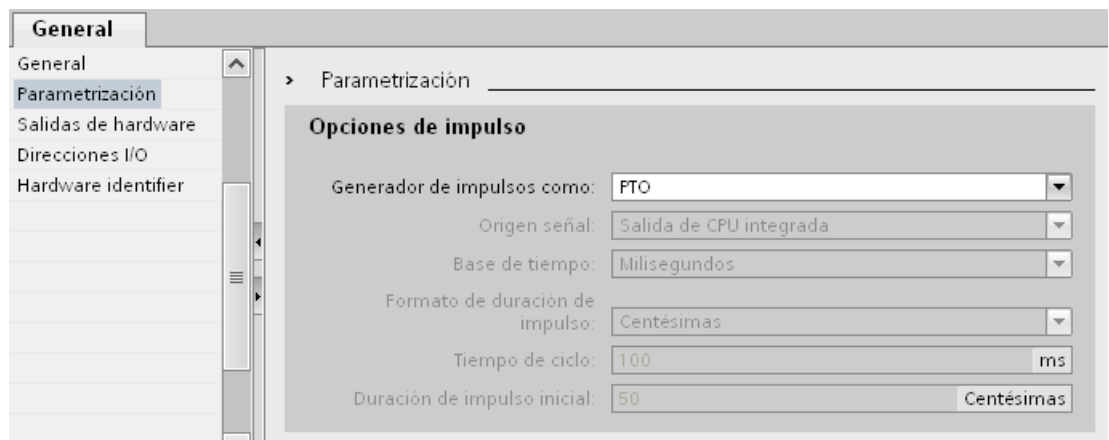 General
General
Parametrización
Salidas de hardware
Direcciones I/O
Hardware identifier
Parametrización
Opciones de impulso
Generador de impulsos como: PTO
Origen señal: Salida de CPU integrada
Base de tiempo: Milisegundos
Formato de duración de
impulso: Centésimas
Tiempo de ciclo: 100 ms
Duración de impulso inicial: 50 Centésimas